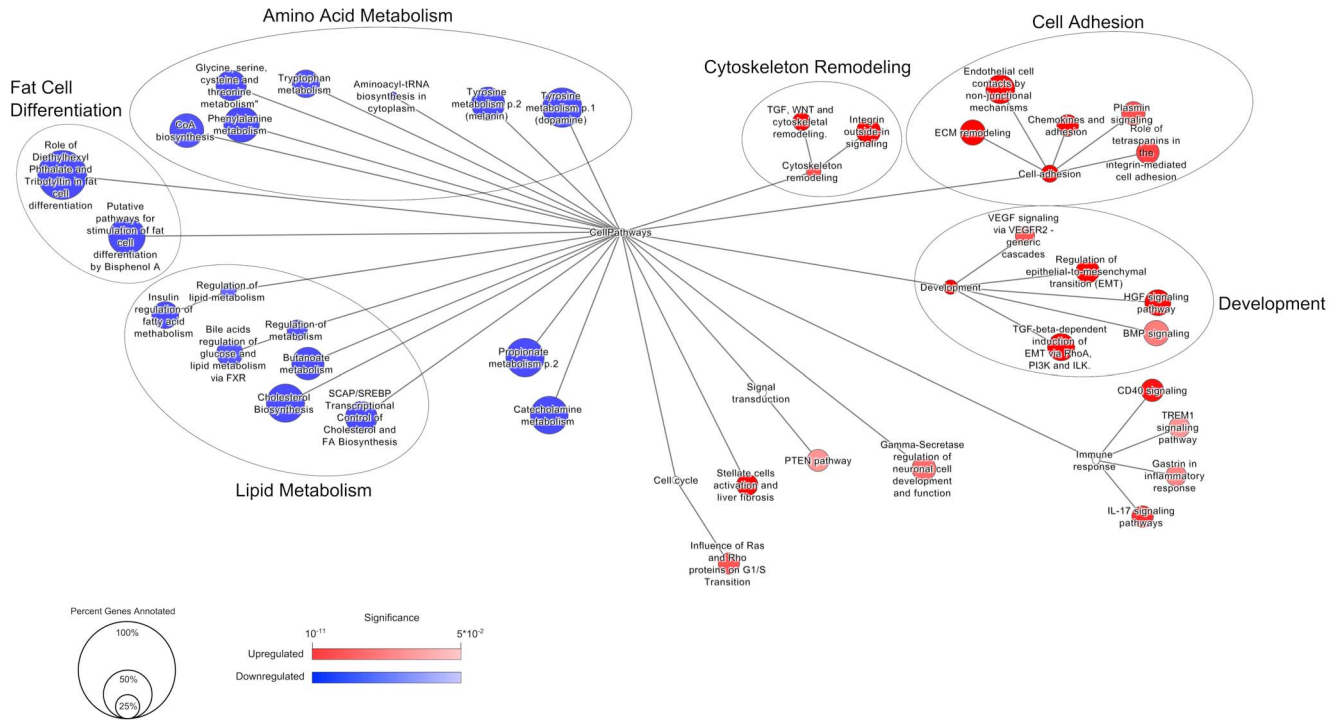 Amino Acid Metabolism
Cell Adhesion
Glycine, serine,
cysteine and
threonine
metabolism"
Tryptophan
metabolism
Aminoacyl-tRNA
biosynthesis in
cytoplasm
Tyrosine
metabolism p.2
(melanin)
Tyrosine
metabolism p.1
(dopamine)
CoA
biosynthesis
Phenylalanine
metabolism
Cytoskeleton Remodeling
TGF, WNT and
cytoskeletal
remodeling.
Integrin
outside-in
signaling
Cytoskeleton
remodeling
Endothelial cell
contacts by
non-junctional
mechanisms
ECM remodeling
Chemokines and
adhesion
Plasmin
signaling
Role of
tetraspanins in
the
integrin-mediated
cell adhesion
Cell adhesion
Fat Cell
Differentiation
Role of
Diethylhexyl
Phthalate and
Tributyltin in fat
cell
differentiation
Putative
pathways for
stimulation of fat
cell
differentiation
by Bisphenol A
CellPathways
VEGF signaling
via VEGFR2 -
generic
cascades
Regulation of
epithelial-to-mesenchymal
transition (EMT)
Development
HGF signaling
pathway
BMP signaling
TGF-beta-dependent
induction of
EMT via RhoA,
PI3K and ILK.
Development
Regulation of
lipid metabolism
Insulin
regulation of
fatty acid
methabolism
Bile acids
regulation of
glucose and
lipid metabolism
via FXR
Regulation of
metabolism
Butanoate
metabolism
Cholesterol
Biosynthesis
SCAP/SREBP
Transcriptional
Control of
Cholesterol and
FA Biosynthesis
Lipid Metabolism
Propionate
metabolism p.2
Catecholamine
metabolism
Signal
transduction
PTEN pathway
Cell cycle
Stellate cells
activation and
liver fibrosis
Gamma-Secretase
regulation of
neuronal cell
development
and function
Influence of Ras
and Rho
proteins on G1/S
Transition
CD40 signaling
TREM1
signaling
pathway
Immune
response
Gastrin in
inflammatory
response
IL-17 signaling
pathways
Percent Genes Annotated
100%
50%
25%
Significance
10-11
5*10-2
Upregulated
Downregulated